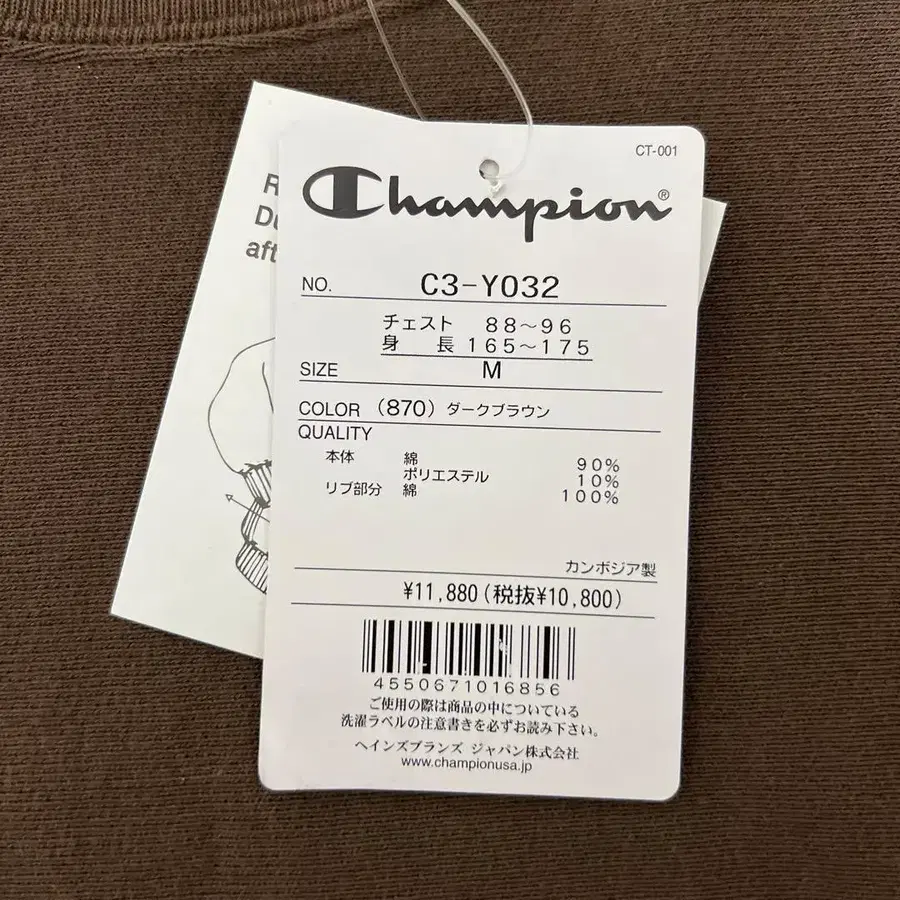 CT-001
Champion®
NO. C3-Y032
チェスト 88～96
身 長 165～175
SIZE M
COLOR (870) ダークブラウン
QUALITY
本体 綿 90%
ポリエステル 10%
リブ部分 綿 100%
カンボジア製
¥11,880(税抜¥10,800)
4550671016856
ご使用の際は商品の中についている
洗濯ラベルの注意書きを必ずお読み下さい。
ヘインズブランズ ジャパン株式会社
www.championusa.jp